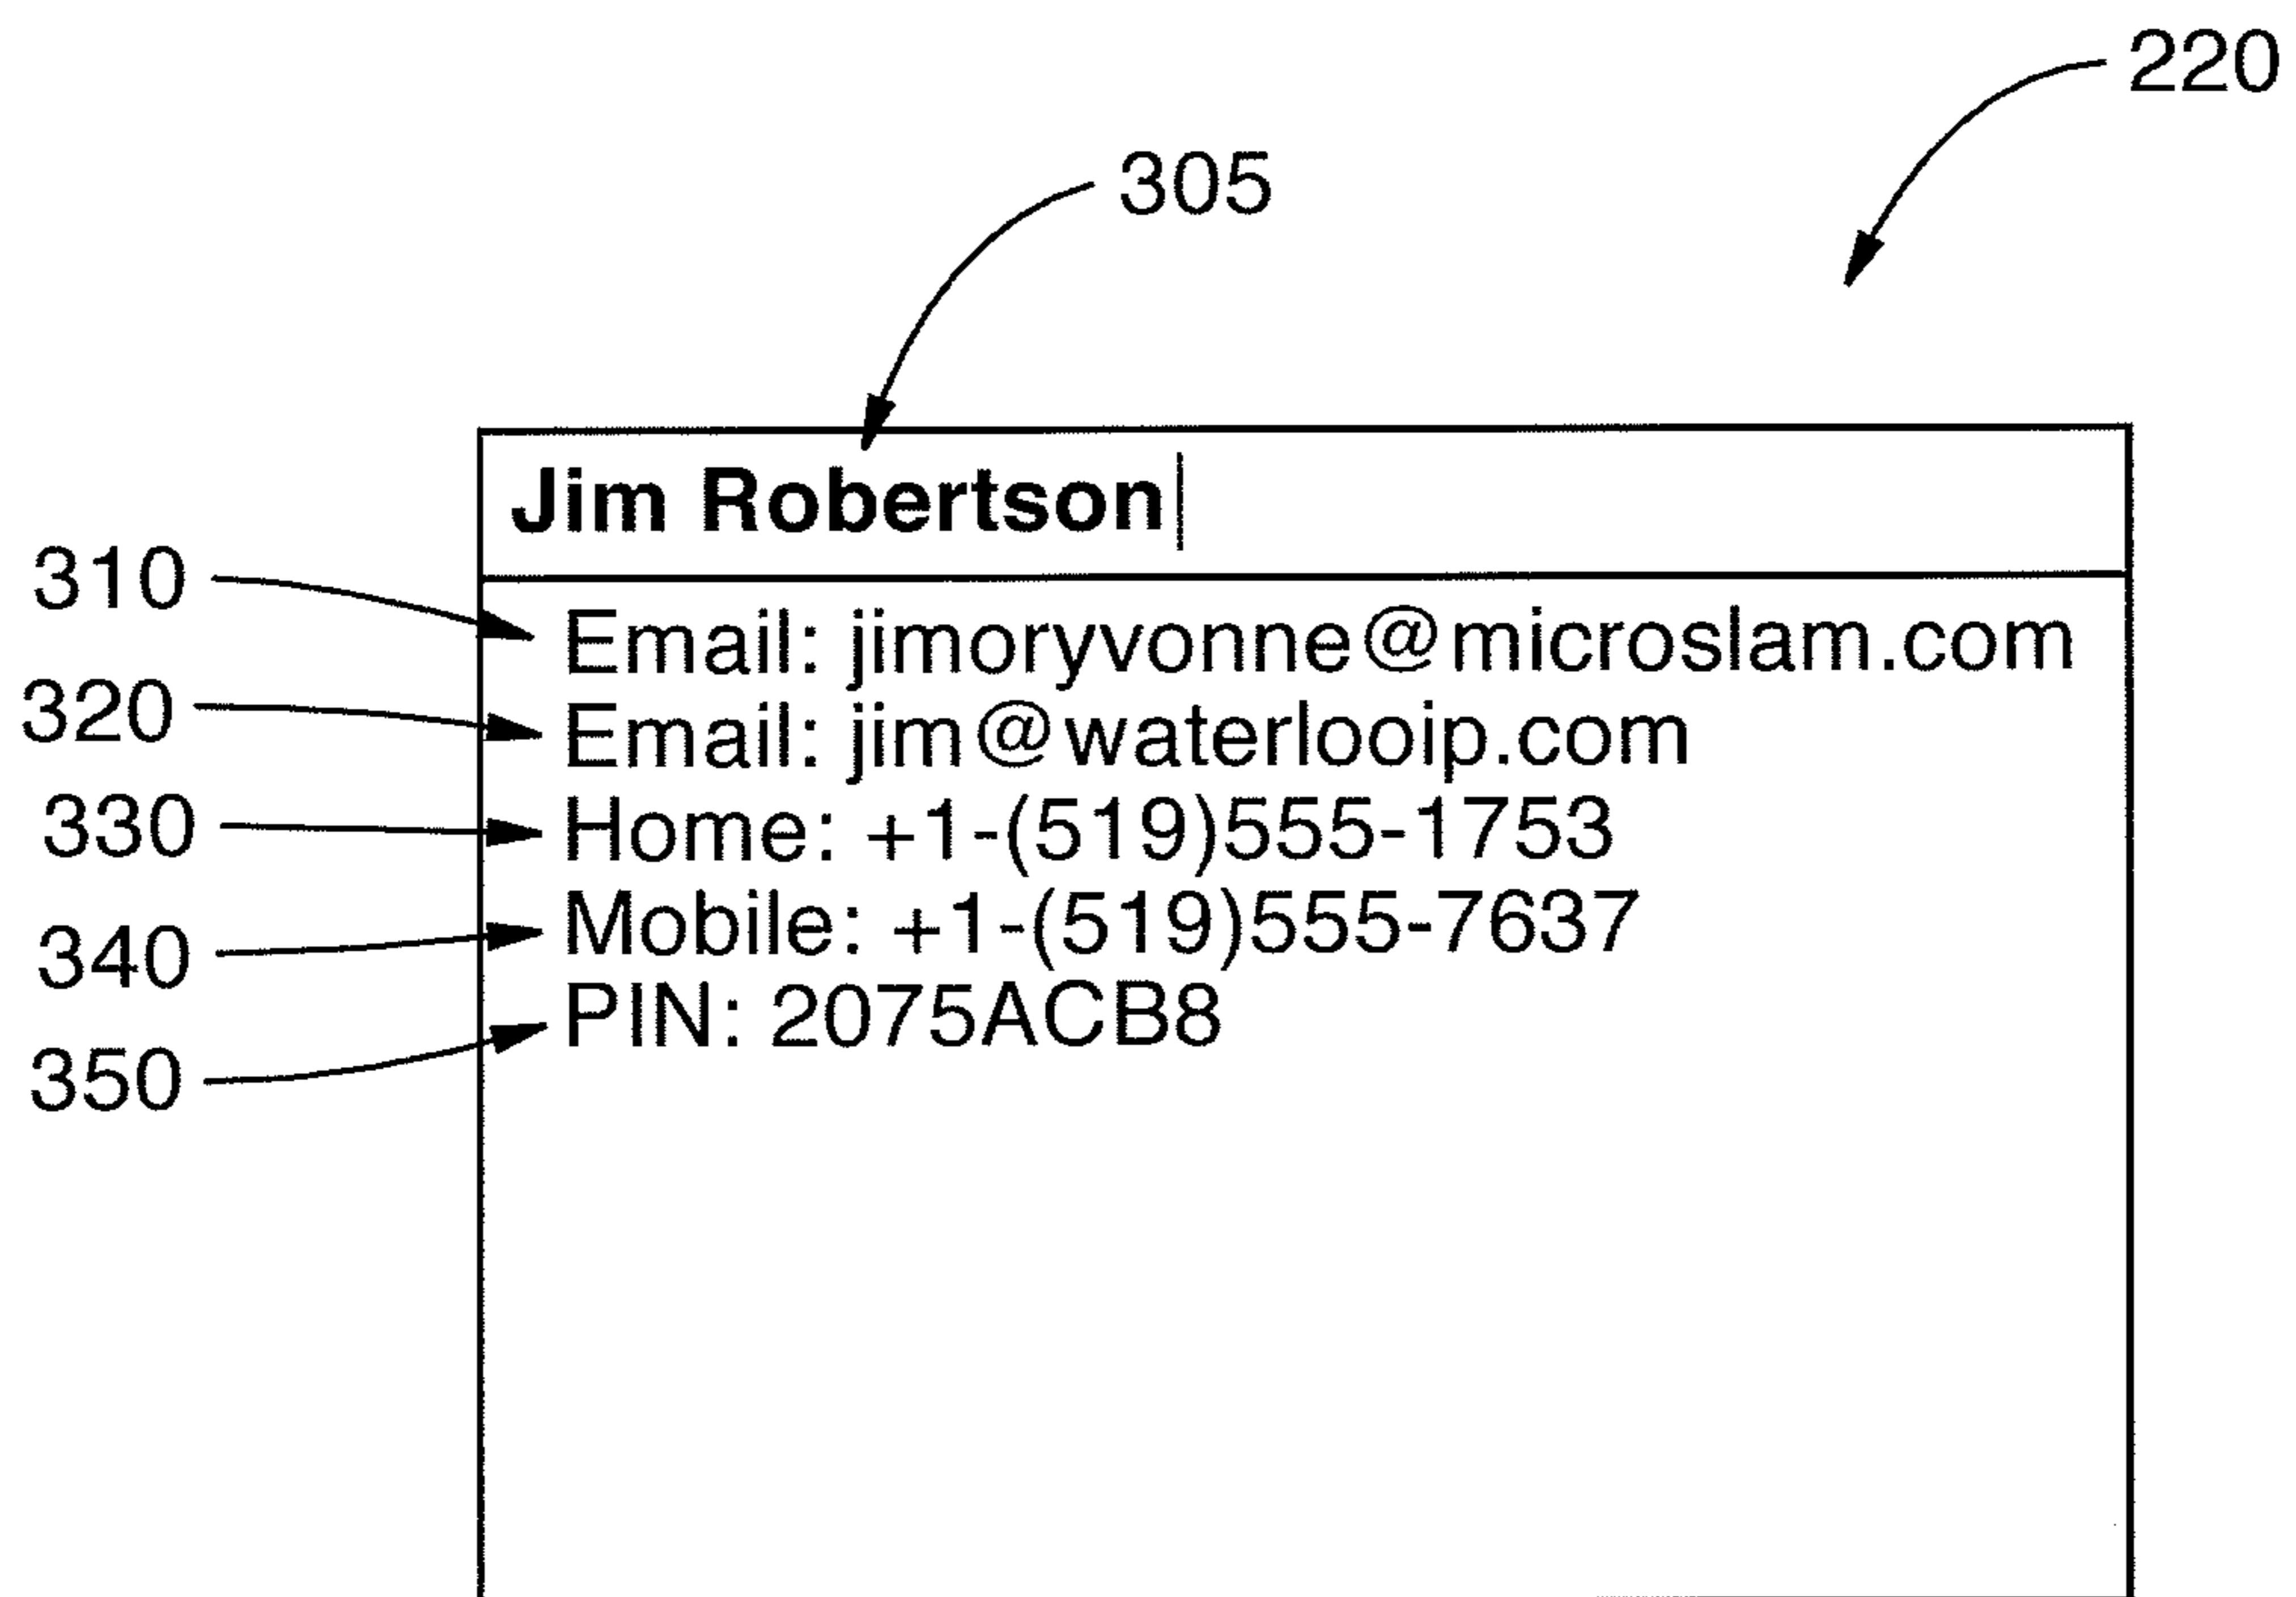 220
305
Jim Robertson
310
Email: jimoryvonne@microslam.com
320
Email: jim@waterlooip.com
330
Home: +1-(519)555-1753
340
Mobile: +1-(519)555-7637
350
PIN: 2075ACB8